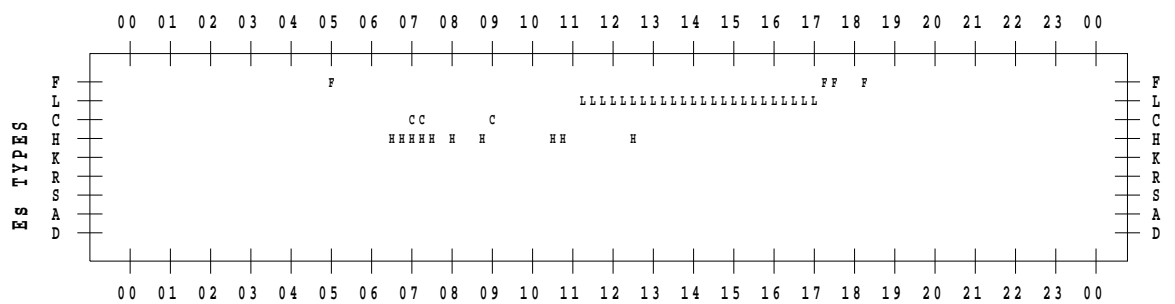 00 01 02 03 04 05 06 07 08 09 10 11 12 13 14 15 16 17 18 19 20 21 22 23 00
F F F F F F
L LLLLLLLLLLLLLLLLLLLLLLLL L
C CC C C
H HHHHH H H HH H H
K K
R R
S S
A A
D D
Es TYPES
00 01 02 03 04 05 06 07 08 09 10 11 12 13 14 15 16 17 18 19 20 21 22 23 00